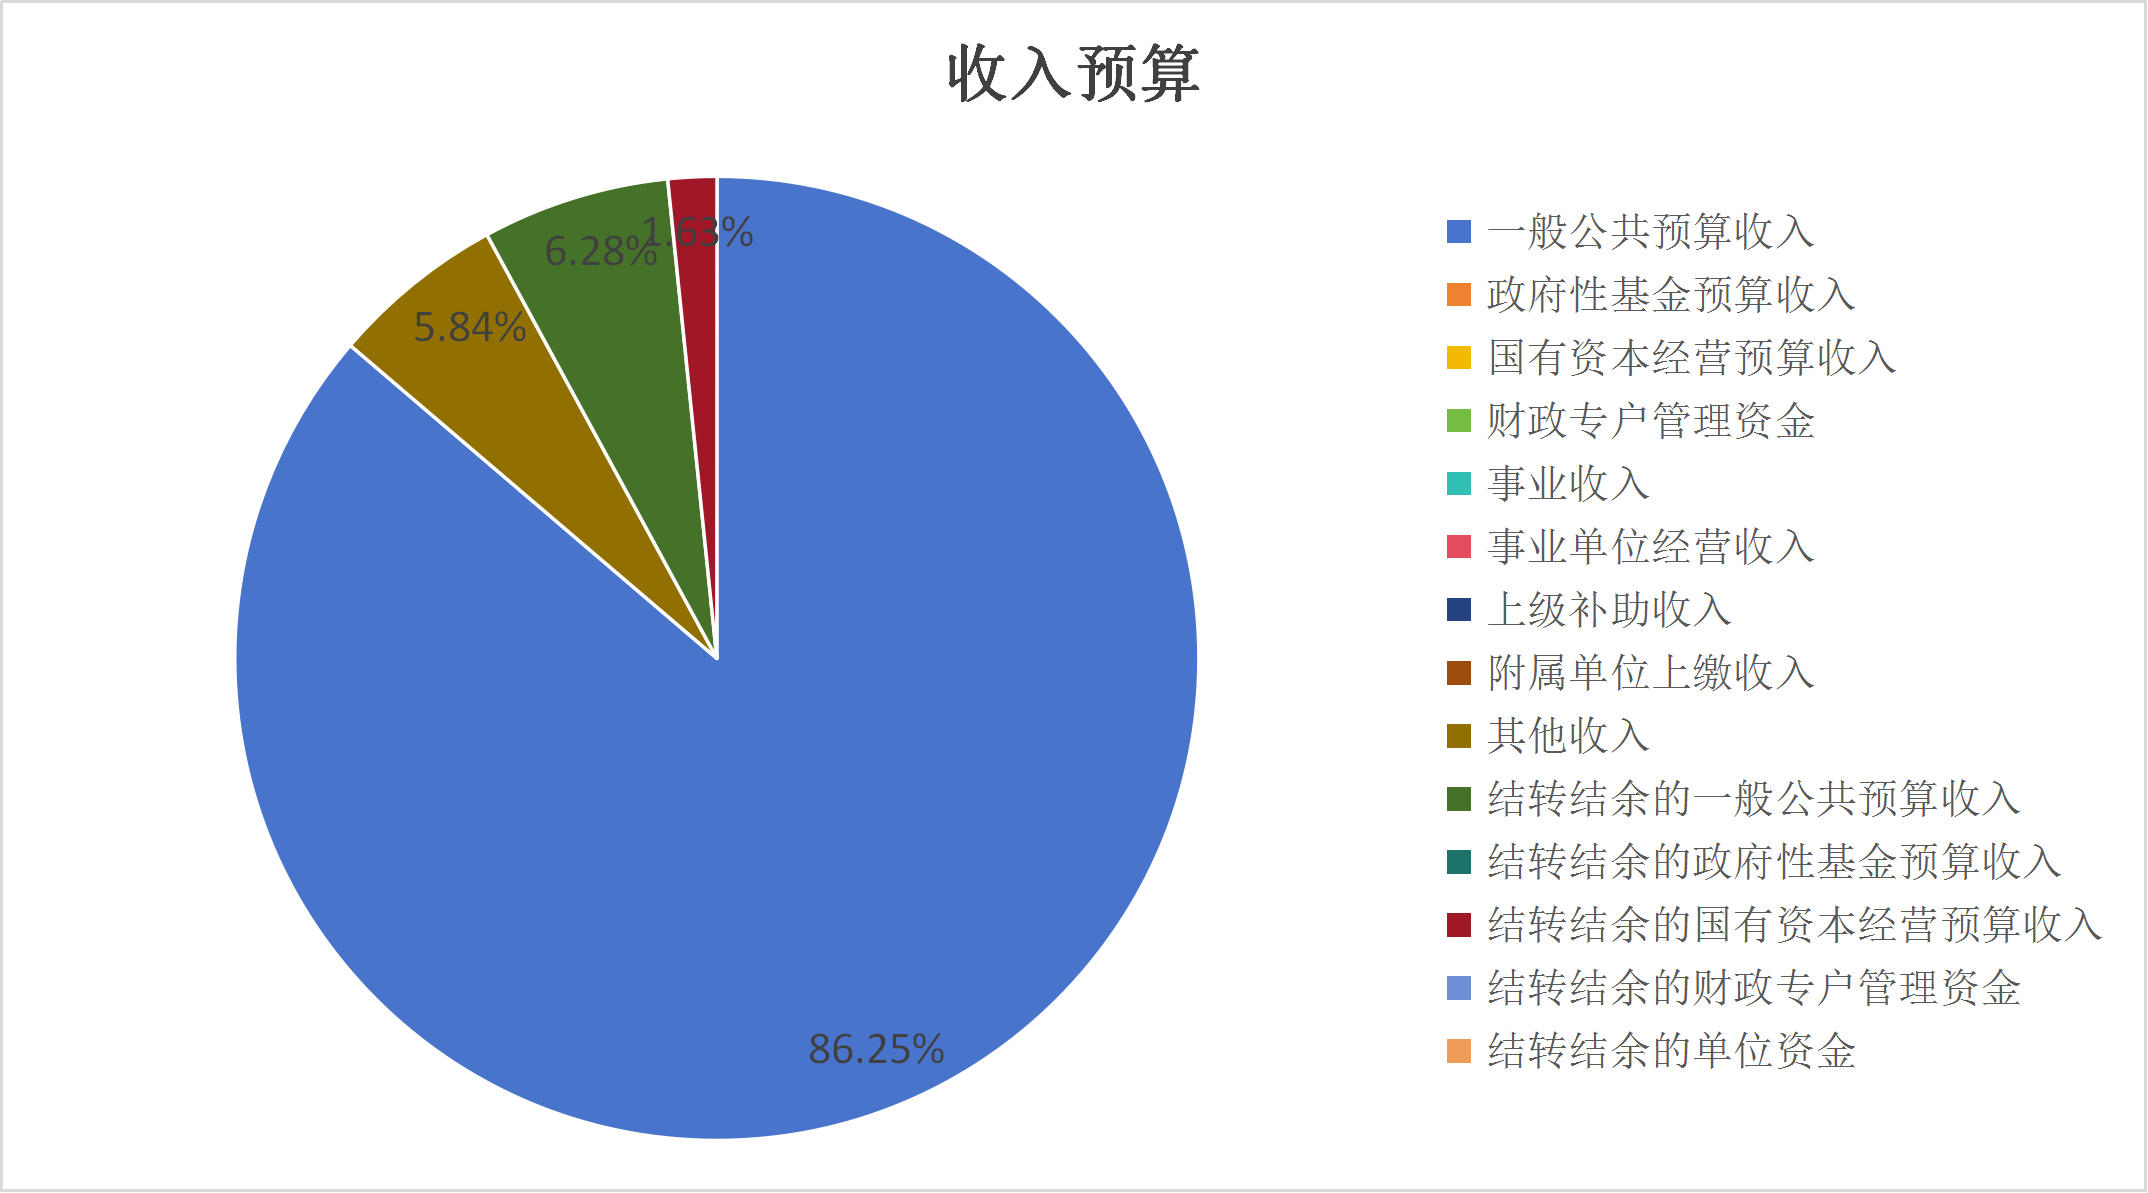 收入预算
1.63%
6.28%
5.84%
86.25%
一般公共预算收入
政府性基金预算收入
国有资本经营预算收入
财政专户管理资金
事业收入
事业单位经营收入
上级补助收入
附属单位上缴收入
其他收入
结转结余的一般公共预算收入
结转结余的政府性基金预算收入
结转结余的国有资本经营预算收入
结转结余的财政专户管理资金
结转结余的单位资金